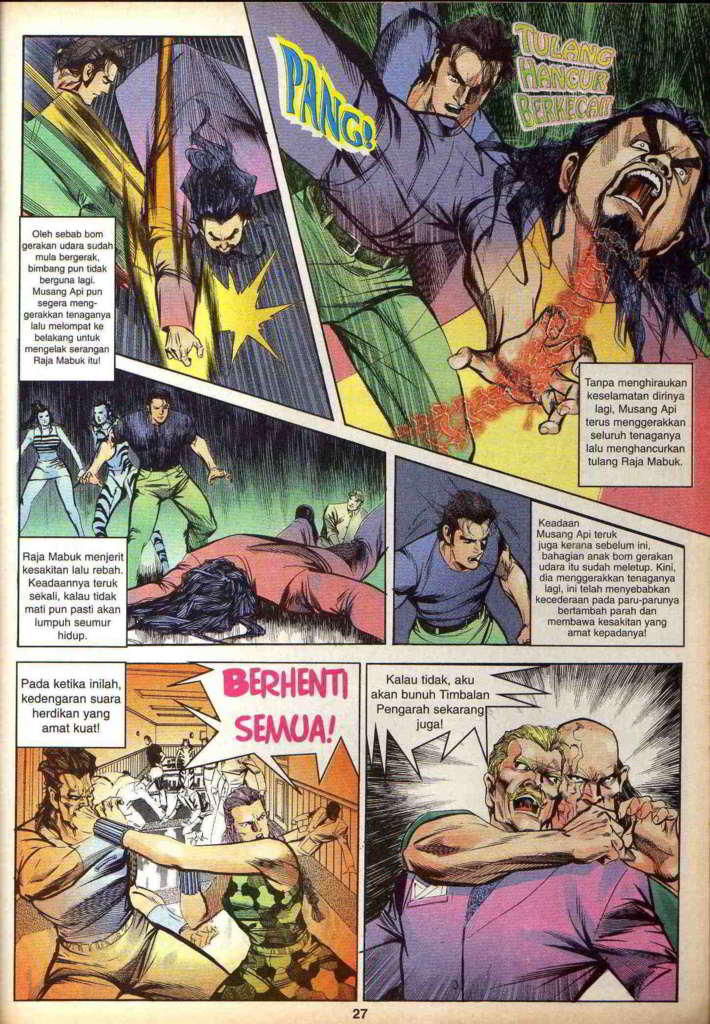 Oleh sebab bom
gerakan udara sudah
mula bergerak,
bimbang pun tidak
berguna lagi.
Musang Api pun
segera meng-
gerakkan tenaganya
lalu melompat ke
belakang untuk
mengelak serangan
Raja Mabuk itu!
PANG!
TULANG
HANCUR
BERKECAI!
Tanpa menghiraukan
keselamatan dirinya
lagi, Musang Api
terus menggerakkan
seluruh tenaganya
lalu menghancurkan
tulang Raja Mabuk.
Raja Mabuk menjerit
kesakitan lalu rebah.
Keadaannya teruk
sekali, kalau tidak
mati pun pasti akan
lumpuh seumur
hidup.
Keadaan
Musang Api teruk
juga kerana sebelum ini,
bahagian anak bom gerakan
udara itu sudah meletup. Kini,
dia menggerakkan tenaganya
lagi, ini telah menyebabkan
kecederaan pada paru-parunya
bertambah parah dan
membawa kesakitan yang
amat kepadanya!
Pada ketika inilah,
kedengaran suara
herdikan yang
amat kuat!
BERHENTI
SEMUA!
Kalau tidak, aku
akan bunuh Timbalan
Pengarah sekarang
juga!
27